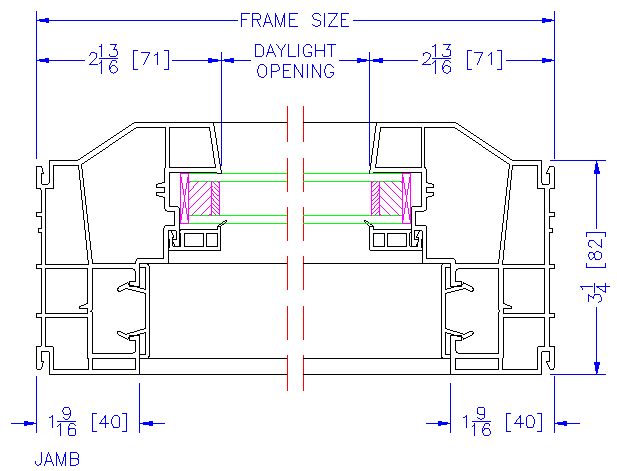 FRAME SIZE
2 13/16 [71]
DAYLIGHT
OPENING
2 13/16 [71]
3 1/4 [82]
1 9/16 [40]
1 9/16 [40]
JAMB